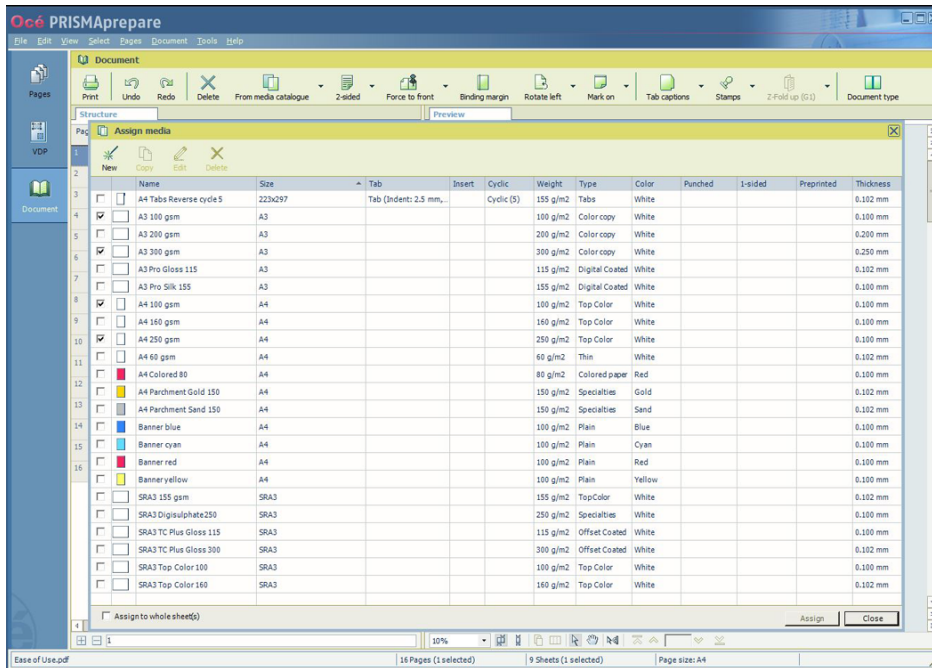 Océ PRISMAprepare
File Edit View Select Pages Document Tools Help
Document
Print Undo Redo Delete From media catalogue 2-sided Force to front Binding margin Rotate left Mark on Tab captions Stamps Z-Fold up (G1) Document type
Pages
VDP
Document
Structure Preview
Pag
Assign media
New Copy Edit Delete
Name Size Tab Insert Cyclic Weight Type Color Punched 1-sided Preprinted Thickness
A4 Tabs Reverse cycle 5 223x297 Tab (Indent: 2.5 mm,... Cyclic (5) 155 g/m2 Tabs White 0.102 mm
A3 100 gsm A3 100 g/m2 Color copy White 0.100 mm
A3 200 gsm A3 200 g/m2 Color copy White 0.200 mm
A3 300 gsm A3 300 g/m2 Color copy White 0.250 mm
A3 Pro Gloss 115 A3 115 g/m2 Digital Coated White 0.102 mm
A3 Pro Silk 155 A3 155 g/m2 Digital Coated White 0.102 mm
A4 100 gsm A4 100 g/m2 Top Color White 0.100 mm
A4 160 gsm A4 160 g/m2 Top Color White 0.100 mm
A4 250 gsm A4 250 g/m2 Top Color White 0.100 mm
A4 60 gsm A4 60 g/m2 Thin White 0.102 mm
A4 Colored 80 A4 80 g/m2 Colored paper Red 0.100 mm
A4 Parchment Gold 150 A4 150 g/m2 Specialties Gold 0.102 mm
A4 Parchment Sand 150 A4 150 g/m2 Specialties Sand 0.102 mm
Banner blue A4 100 g/m2 Plain Blue 0.100 mm
Banner cyan A4 100 g/m2 Plain Cyan 0.100 mm
Banner red A4 100 g/m2 Plain Red 0.100 mm
Banner yellow A4 100 g/m2 Plain Yellow 0.100 mm
SRA3 155 gsm SRA3 155 g/m2 TopColor White 0.102 mm
SRA3 Digisulphate250 SRA3 250 g/m2 Specialties White 0.100 mm
SRA3 TC Plus Gloss 115 SRA3 115 g/m2 Offset Coated White 0.100 mm
SRA3 TC Plus Gloss 300 SRA3 300 g/m2 Offset Coated White 0.102 mm
SRA3 Top Color 100 SRA3 100 g/m2 Top Color White 0.100 mm
SRA3 Top Color 160 SRA3 160 g/m2 Top Color White 0.102 mm
1
2
3
4
5
6
7
8
9
10
11
12
13
14
15
16
Assign to whole sheet(s) Assign Close
1 10%
Ease of Use.pdf 16 Pages (1 selected) 9 Sheets (1 selected) Page size: A4